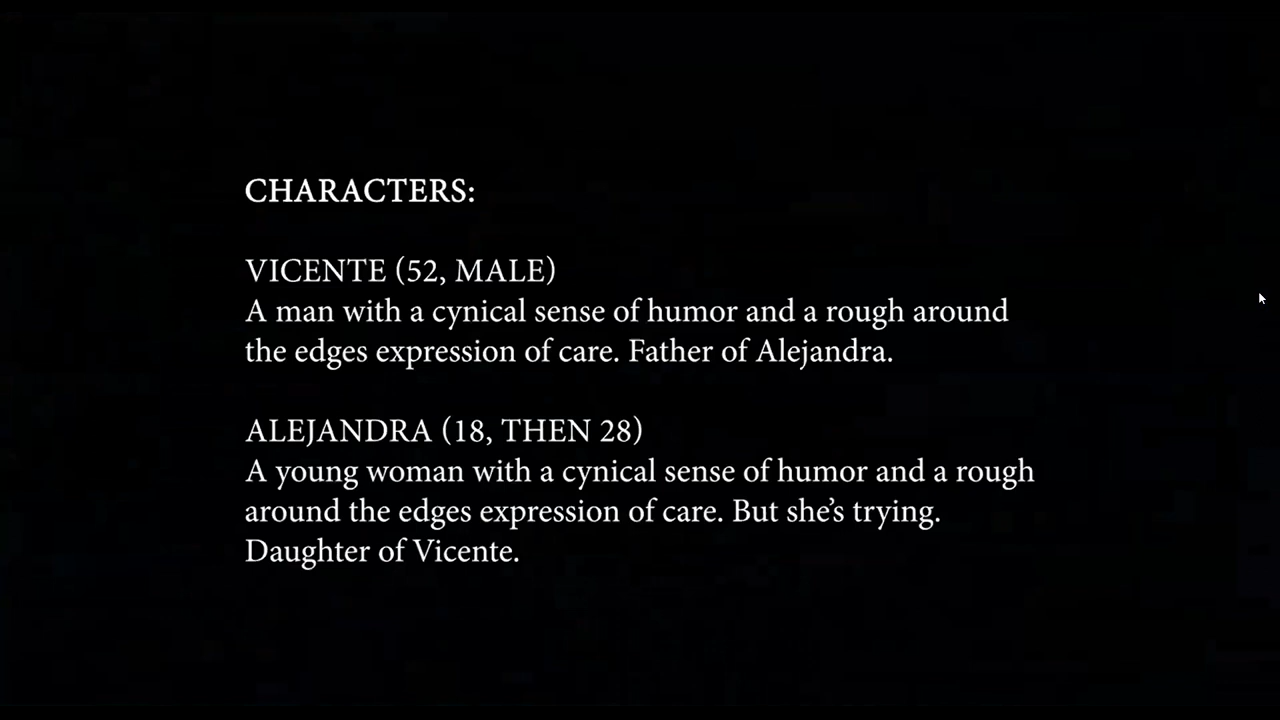 CHARACTERS:
VICENTE (52, MALE)
A man with a cynical sense of humor and a rough around
the edges expression of care. Father of Alejandra.
ALEJANDRA (18, THEN 28)
A young woman with a cynical sense of humor and a rough
around the edges expression of care. But she’s trying.
Daughter of Vicente.